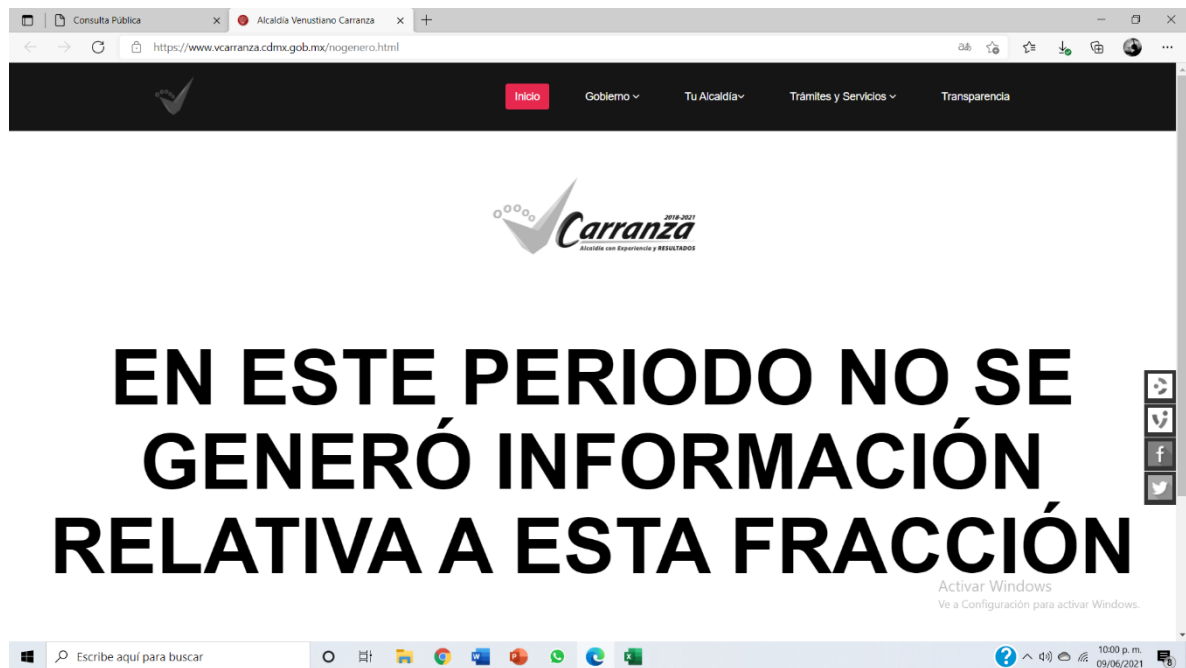 Consulta Pública
Alcaldía Venustiano Carranza
https://www.vcarranza.cdmx.gob.mx/nogenero.html
Inicio
Gobierno
Tu Alcaldía
Trámites y Servicios
Transparencia
2018-2021
Carranza
Alcaldía con Experiencia y RESULTADOS
EN ESTE PERIODO NO SE
GENERÓ INFORMACIÓN
RELATIVA A ESTA FRACCIÓN
Activar Windows
Ve a Configuración para activar Windows.
Escribe aquí para buscar
10:00 p. m.
09/06/2021
8